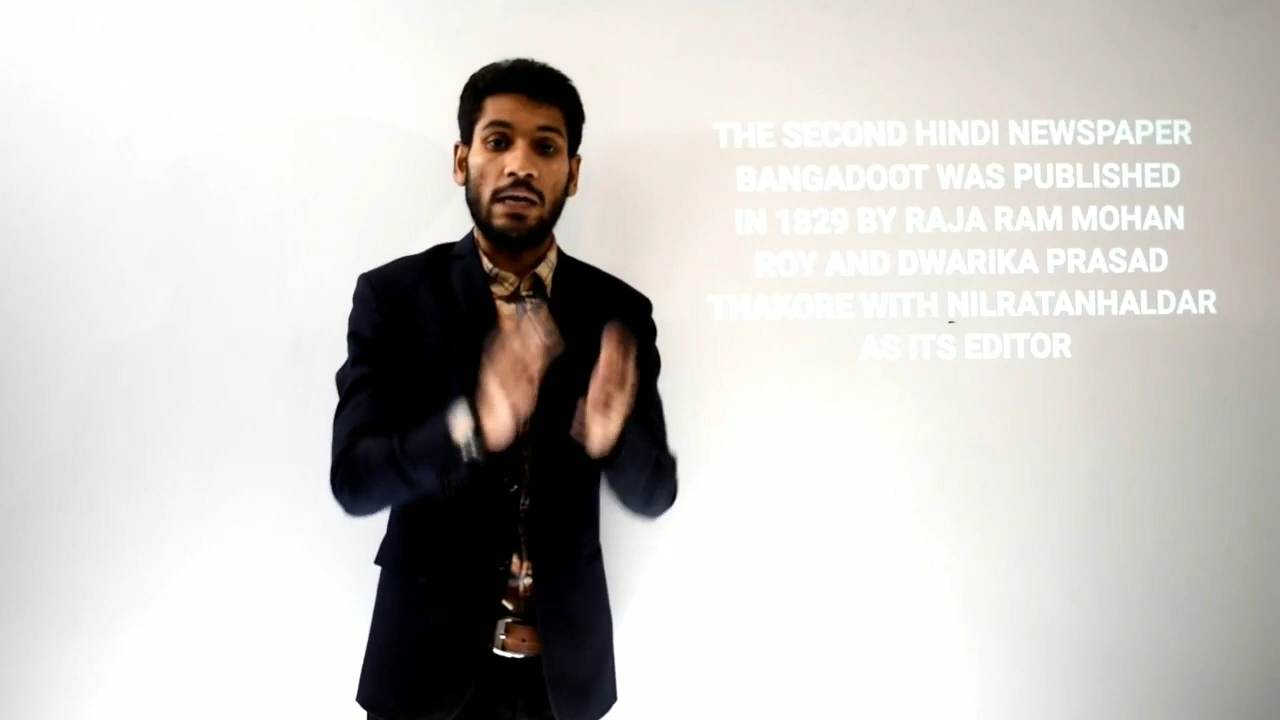 THE SECOND HINDI NEWSPAPER
BANGADOOT WAS PUBLISHED
IN 1829 BY RAJA RAM MOHAN
ROY AND DWARIKA PRASAD
THAKORE WITH NILRATANHALDAR
AS ITS EDITOR